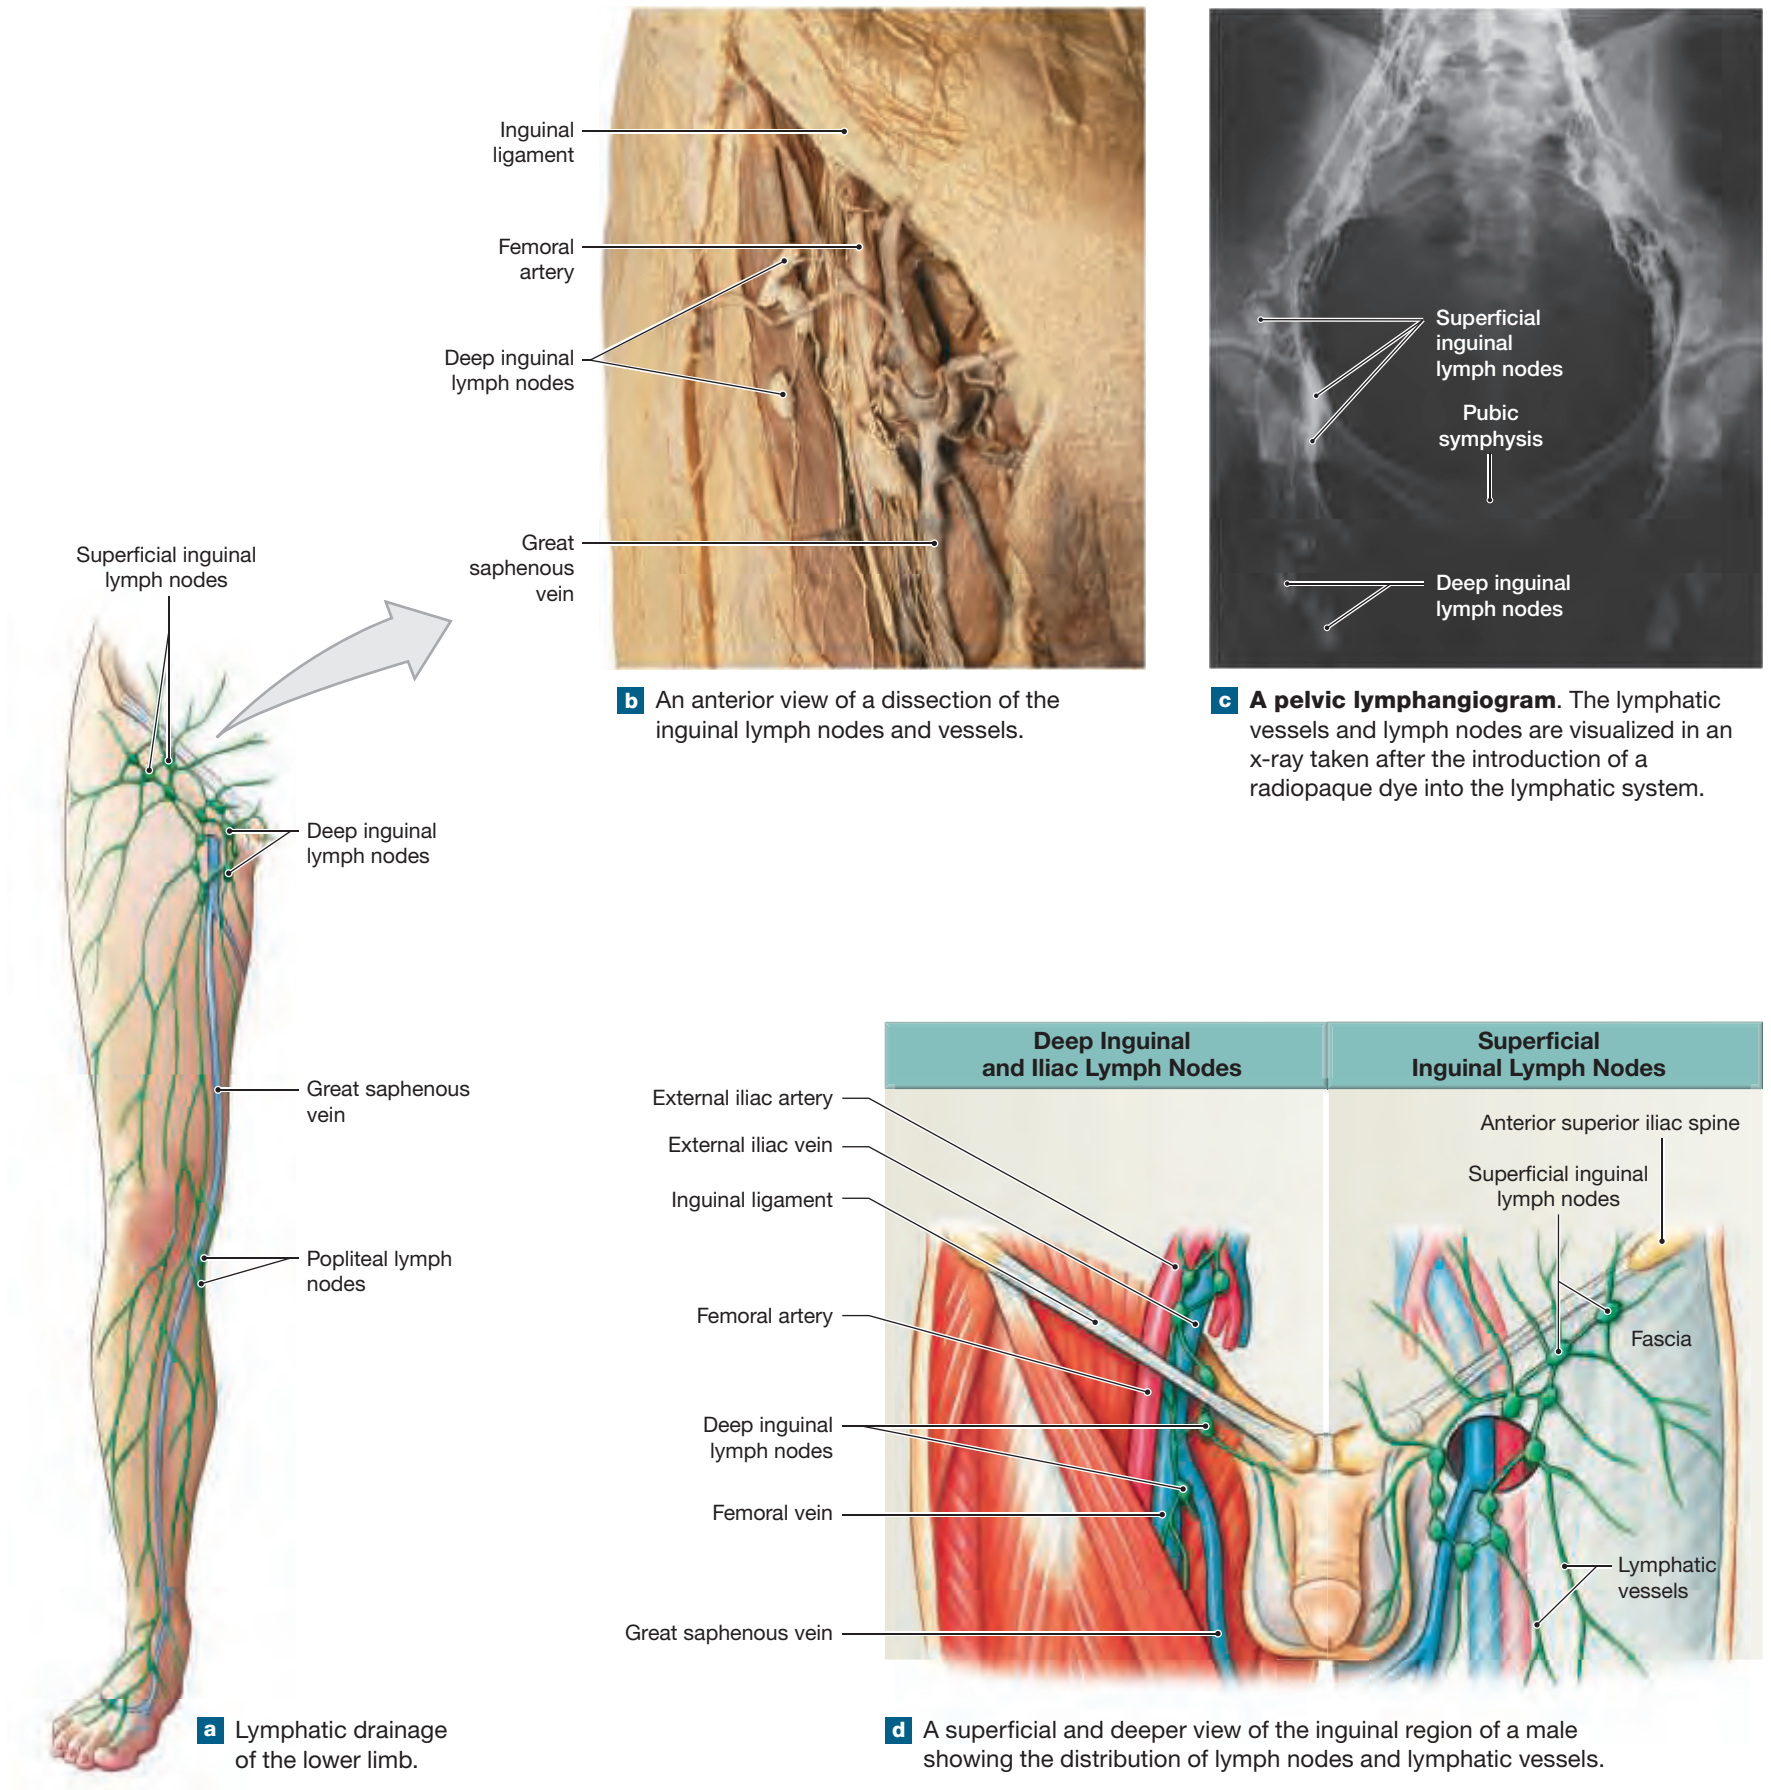 Inguinal
ligament
Femoral
artery
Deep inguinal
lymph nodes
Great
saphenous
vein
b An anterior view of a dissection of the
inguinal lymph nodes and vessels.
Superficial
inguinal
lymph nodes
Pubic
symphysis
Deep inguinal
lymph nodes
c A pelvic lymphangiogram. The lymphatic
vessels and lymph nodes are visualized in an
x-ray taken after the introduction of a
radiopaque dye into the lymphatic system.
Superficial inguinal
lymph nodes
Deep inguinal
lymph nodes
Great saphenous
vein
Popliteal lymph
nodes
a Lymphatic drainage
of the lower limb.
Deep Inguinal
and Iliac Lymph Nodes
Superficial
Inguinal Lymph Nodes
External iliac artery
External iliac vein
Inguinal ligament
Femoral artery
Deep inguinal
lymph nodes
Femoral vein
Great saphenous vein
Anterior superior iliac spine
Superficial inguinal
lymph nodes
Fascia
Lymphatic
vessels
d A superficial and deeper view of the inguinal region of a male
showing the distribution of lymph nodes and lymphatic vessels.